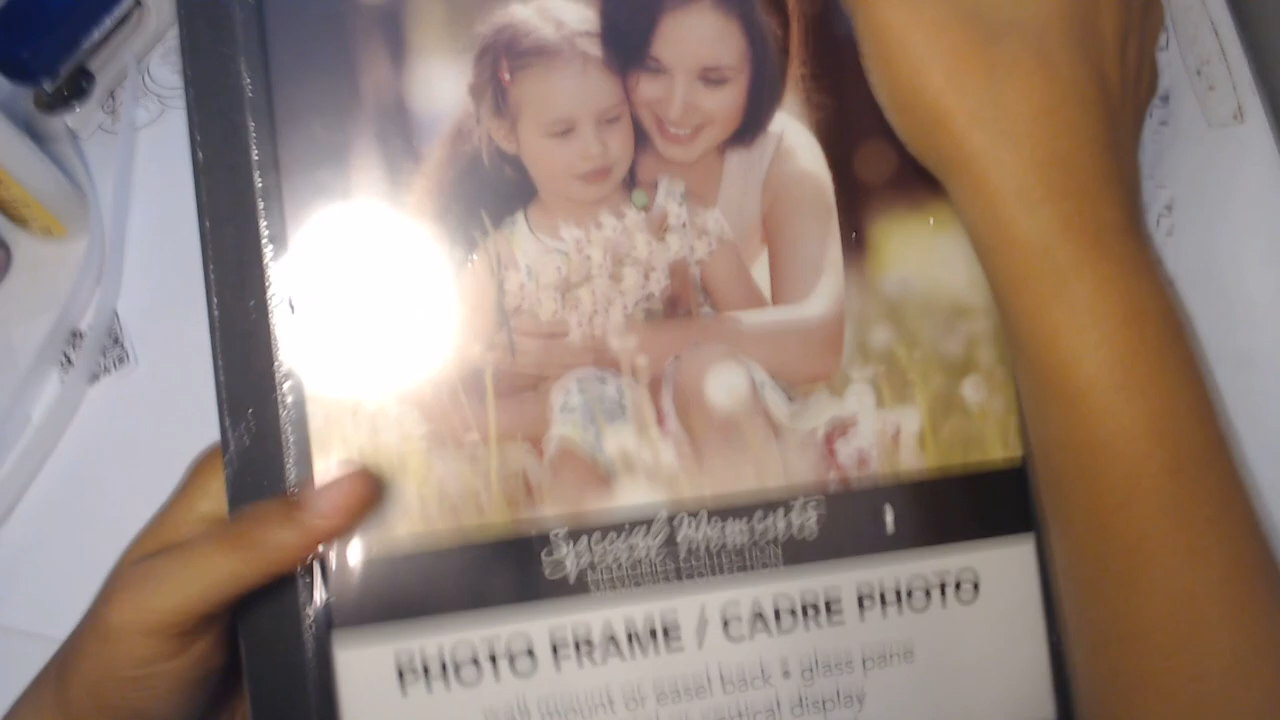 Special Moments
MEMORIES COLLECTION
PHOTO FRAME / CADRE PHOTO
wall mount or easel back • glass pane
vertical display